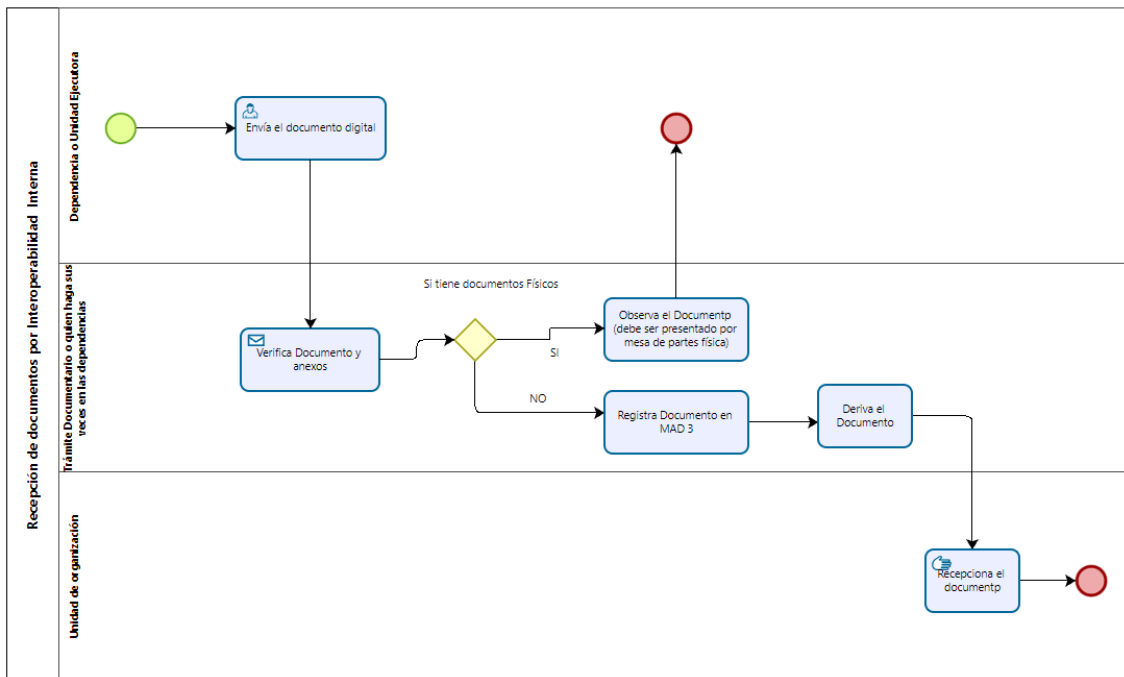 Recepción de documentos por Interoperabilidad Interna
Dependencia o Unidad Ejecutora
Envía el documento digital
Trámite Documentario o quien haga sus
veces en las dependencias
Verifica Documento y
anexos
Si tiene documentos Físicos
SI
NO
Observa el Documentp
(debe ser presentado por
mesa de partes física)
Registra Documento en
MAD 3
Deriva el
Documento
Unidad de organización
Recepciona el
documentp